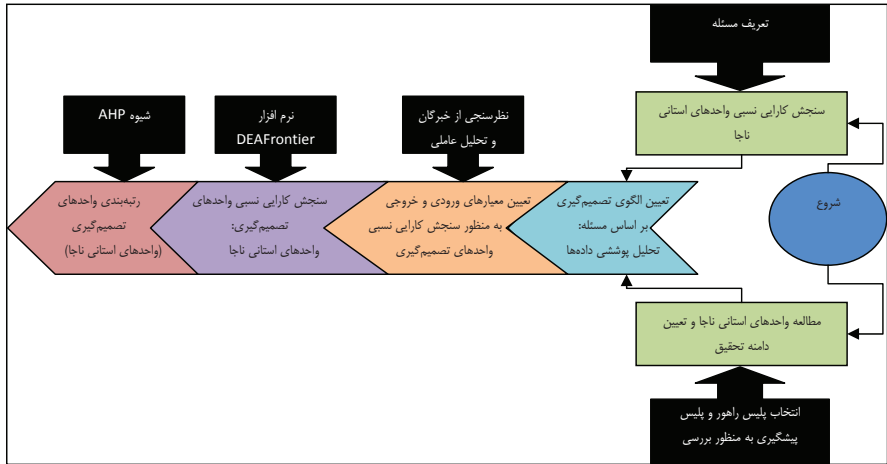 تعریف مسئله
سنجش کارایی نسبی واحدهای استانی
ناجا
شروع
مطالعه واحدهای استانی ناجا و تعیین
دامنه تحقیق
انتخاب پلیس راهور و پلیس
پیشگیری به منظور بررسی
تعیین الگوی تصمیم‌گیری
بر اساس مسئله:
تحلیل پوششی داده‌ها
نظرسنجی از خبرگان
و تحلیل عاملی
تعیین معیارهای ورودی و خروجی
به منظور سنجش کارایی نسبی
واحدهای تصمیم‌گیری
نرم افزار
DEAFrontier
سنجش کارایی نسبی واحدهای
تصمیم‌گیری:
واحدهای استانی ناجا
شیوه AHP
رتبه‌بندی واحدهای
تصمیم‌گیری
(واحدهای استانی ناجا)